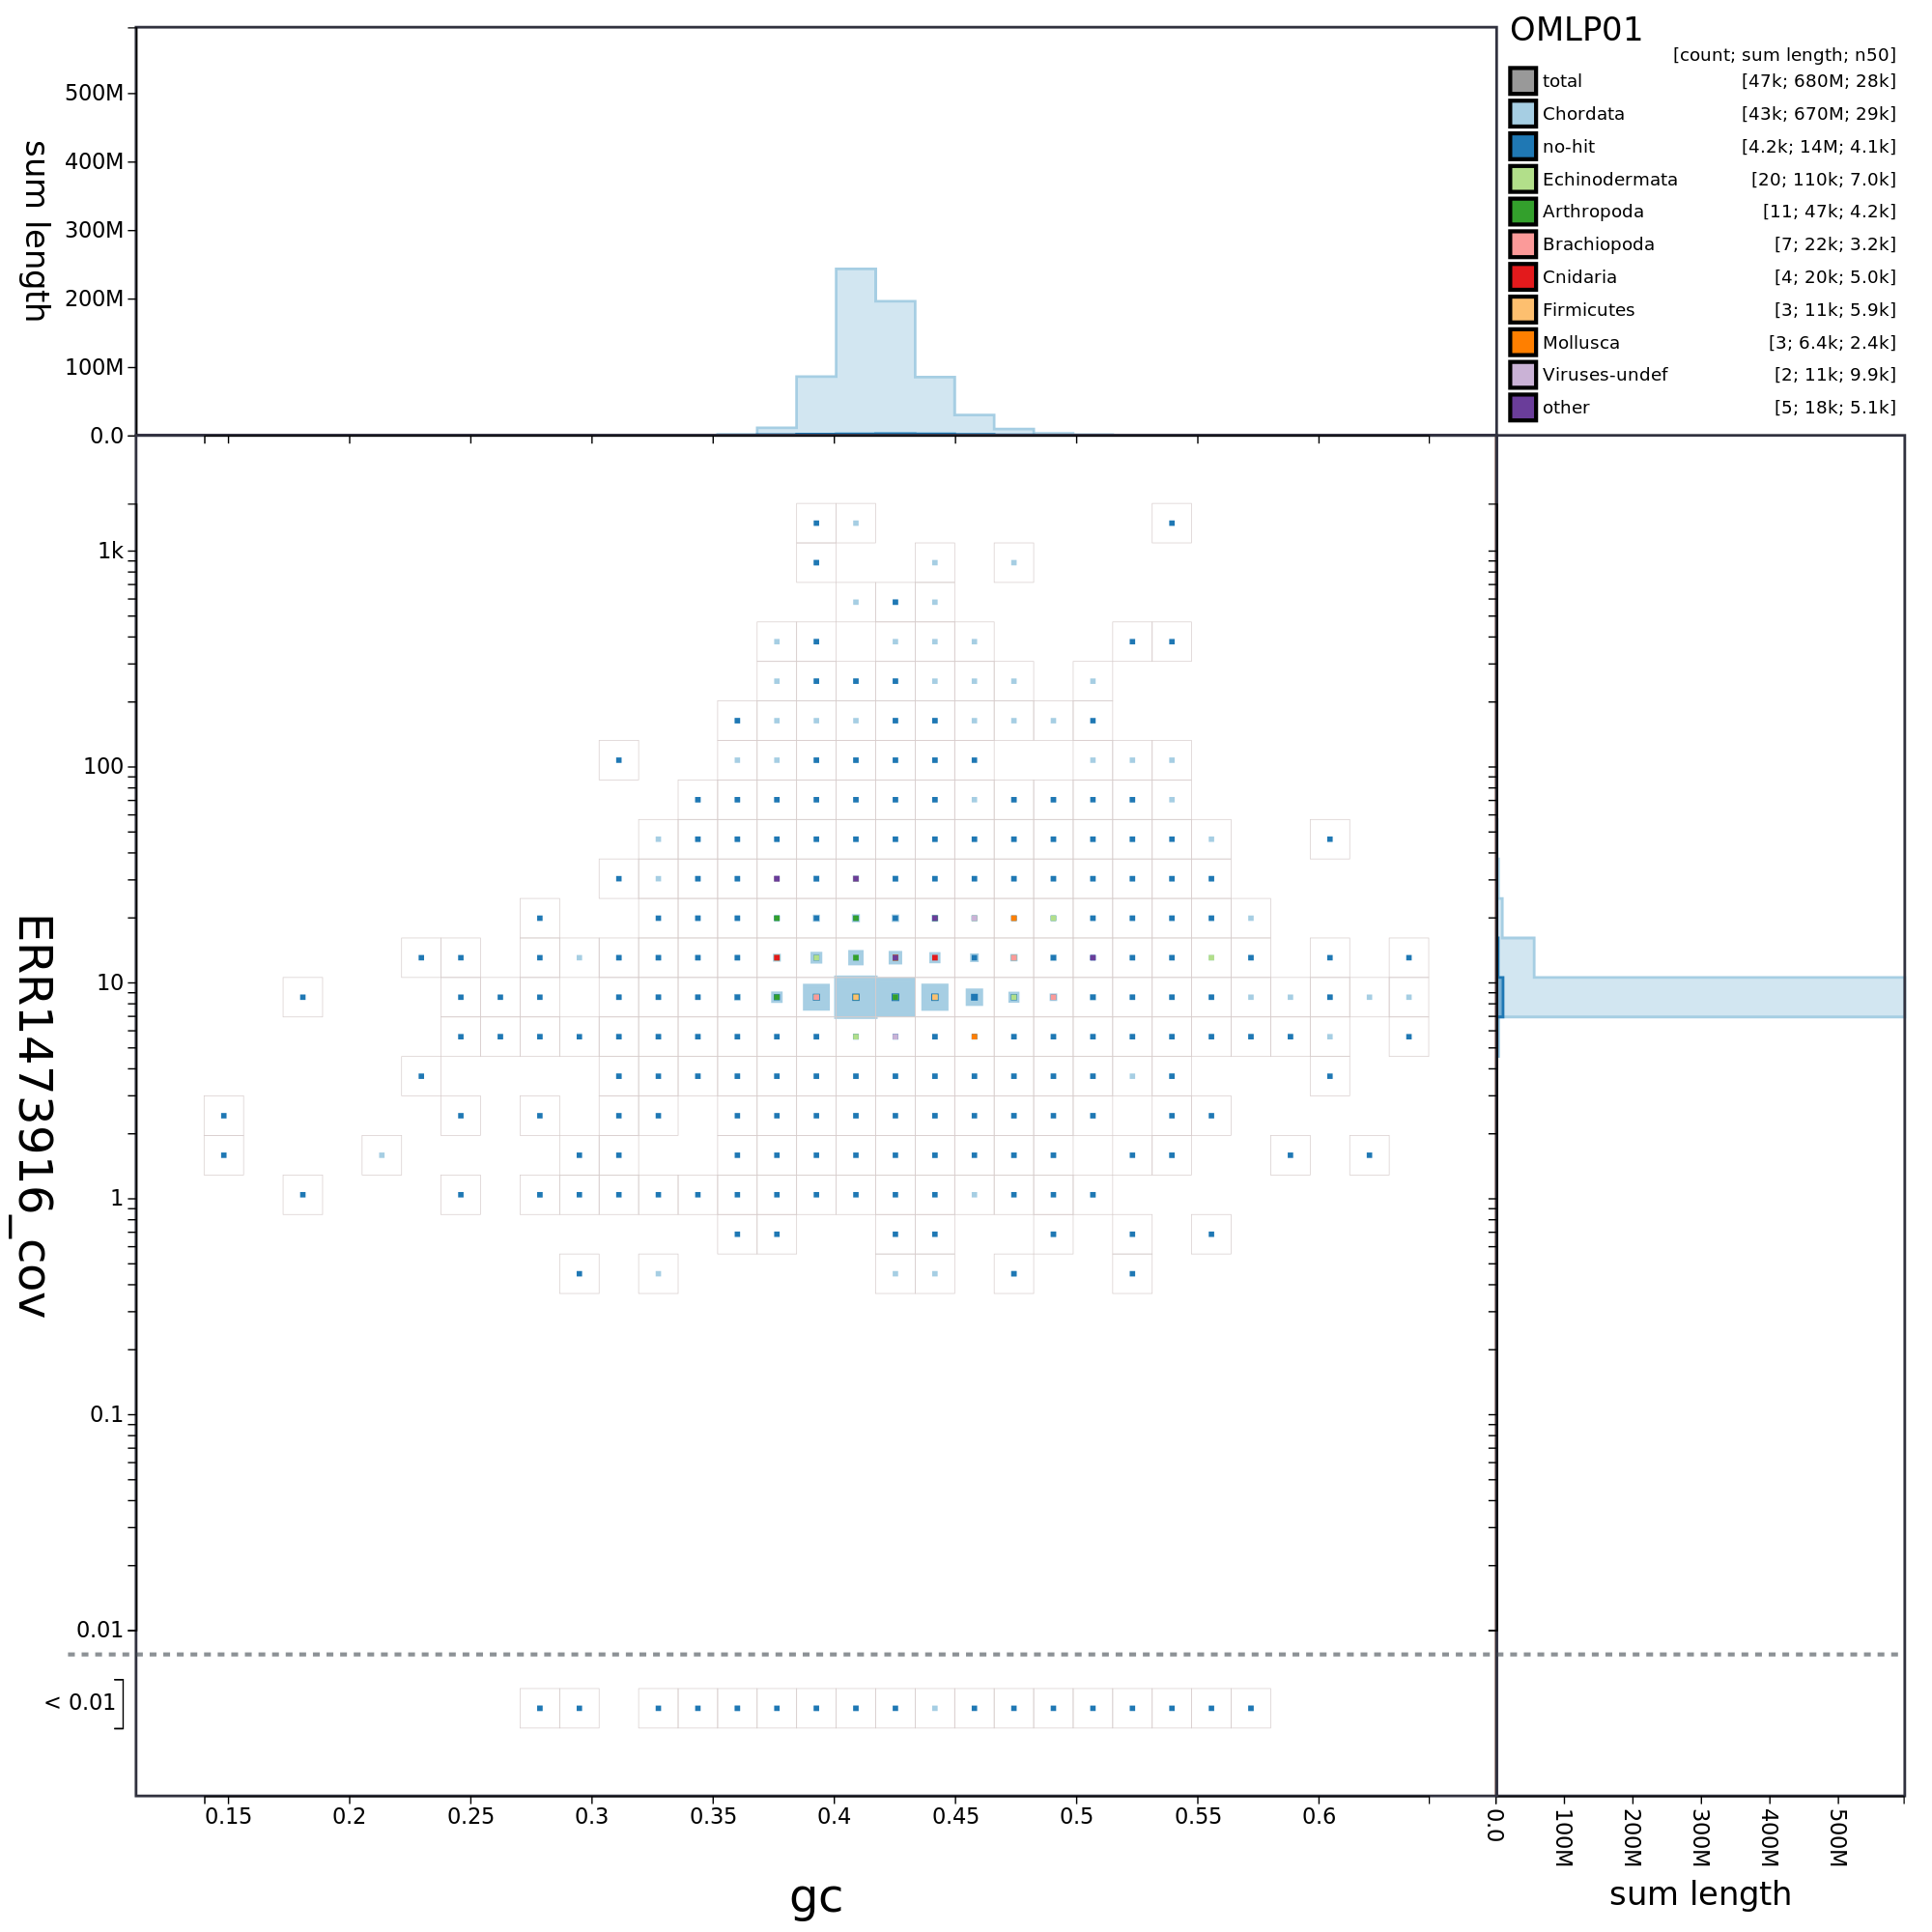 OMLP01
[count; sum length; n50]
total [47k; 680M; 28k]
Chordata [43k; 670M; 29k]
no-hit [4.2k; 14M; 4.1k]
Echinodermata [20; 110k; 7.0k]
Arthropoda [11; 47k; 4.2k]
Brachiopoda [7; 22k; 3.2k]
Cnidaria [4; 20k; 5.0k]
Firmicutes [3; 11k; 5.9k]
Mollusca [3; 6.4k; 2.4k]
Viruses-undef [2; 11k; 9.9k]
other [5; 18k; 5.1k]
sum length
500M
400M
300M
200M
100M
0.0
ERR1473916_cov
1k
100
10
1
0.1
0.01
< 0.01
0.15 0.2 0.25 0.3 0.35 0.4 0.45 0.5 0.55 0.6
gc
0.0 100M 200M 300M 400M 500M
sum length